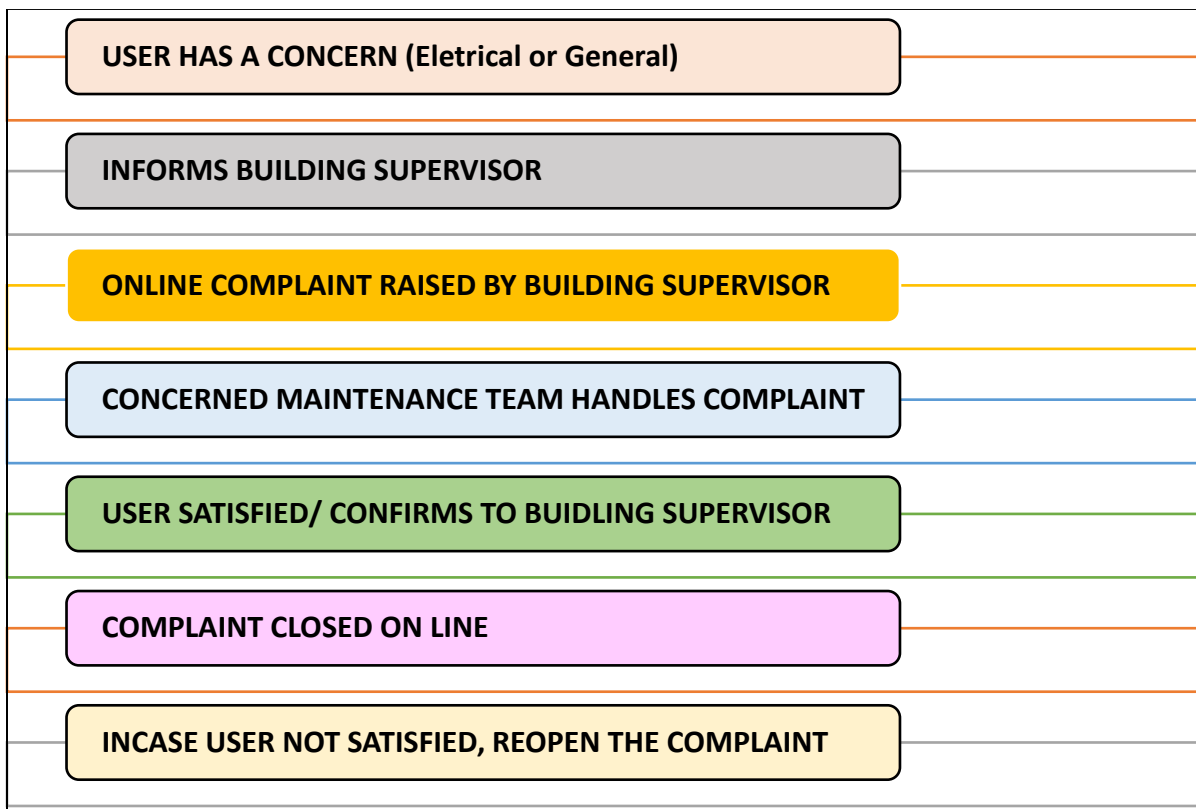 USER HAS A CONCERN (Eletrical or General)
INFORMS BUILDING SUPERVISOR
ONLINE COMPLAINT RAISED BY BUILDING SUPERVISOR
CONCERNED MAINTENANCE TEAM HANDLES COMPLAINT
USER SATISFIED/ CONFIRMS TO BUIDLING SUPERVISOR
COMPLAINT CLOSED ON LINE
INCASE USER NOT SATISFIED, REOPEN THE COMPLAINT